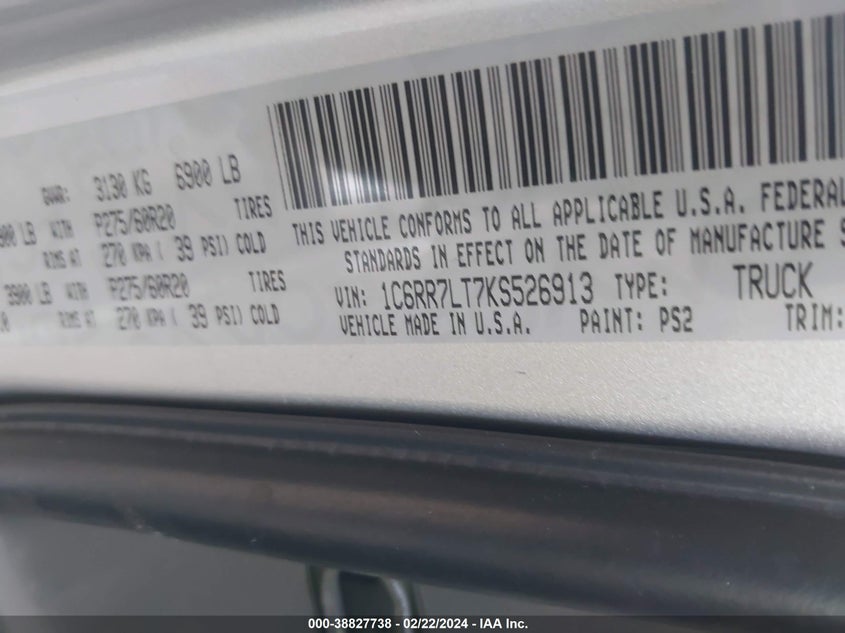 GVWR: 3130 KG 6900 LB
900 LB WITH P275/60R20 TIRES
RIMS AT 270 KPA ( 39 PSI) COLD
3900 LB WITH P275/60R20 TIRES
RIMS AT 270 KPA ( 39 PSI) COLD
THIS VEHICLE CONFORMS TO ALL APPLICABLE U.S.A. FEDERAL
STANDARDS IN EFFECT ON THE DATE OF MANUFACTURE S
VIN: 1C6RR7LT7KS526913 TYPE: TRUCK
VEHICLE MADE IN U.S.A. PAINT: PS2 TRIM:
000-38827738 - 02/22/2024 - IAA Holdings, LLC.